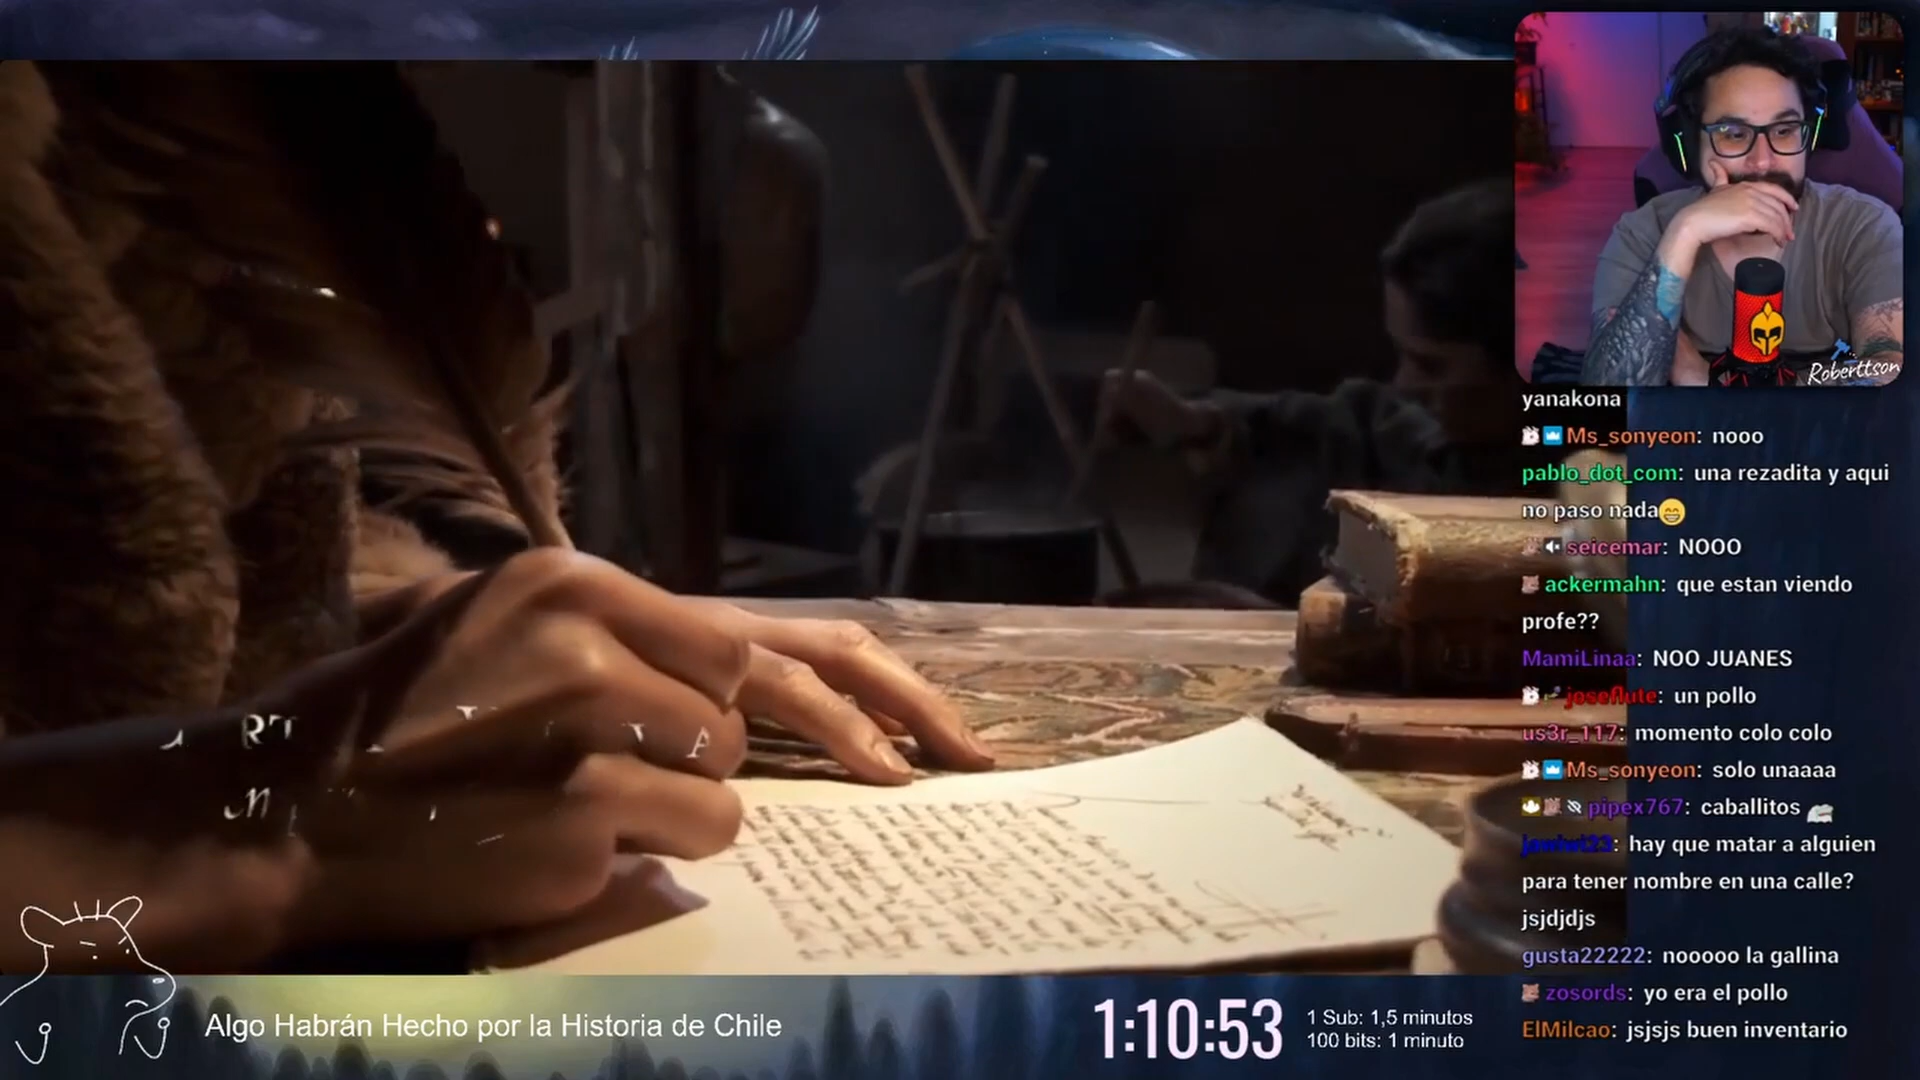 Roberttson
yanakona
Ms_sonyeon: nooo
pablo_dot_com: una rezadita y aqui
no paso nada
seicemar: NOOO
ackermahn: que estan viendo
profe??
MamiLinaa: NOO JUANES
joseflute: un pollo
us3r_117: momento colo colo
Ms_sonyeon: solo unaaaa
pipex767: caballitos
: hay que matar a alguien
para tener nombre en una calle?
jsjdjdjs
gusta22222: nooooo la gallina
zosords: yo era el pollo
ElMilcao: jsjsjs buen inventario
Algo Habrán Hecho por la Historia de Chile
1:10:53
1 Sub: 1,5 minutos
100 bits: 1 minuto